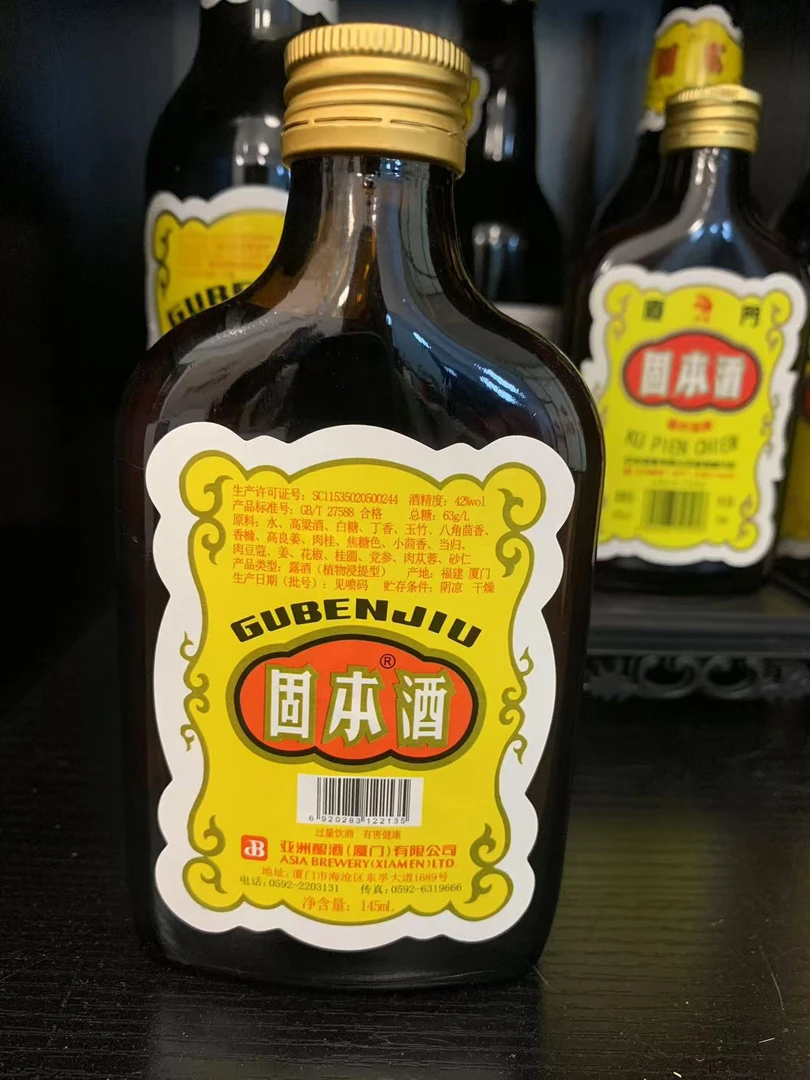 生产许可证号：SC11535020500244 酒精度：42%vol
产品标准号：GB/T 27588 合格 总糖：63g/L
原料：水、高粱酒、白糖、丁香、玉竹、八角茴香、
香橼、高良姜、肉桂、焦糖色、小茴香、当归、
肉豆蔻、姜、花椒、桂圆、党参、肉苁蓉、砂仁
产品类型：露酒（植物浸提型） 产地：福建 厦门
生产日期（批号）：见喷码 贮存条件：阴凉 干燥
GUBENJIU
固本酒®
6 920283 122135
过量饮酒 有害健康
亚洲酿酒(厦门)有限公司
ASIA BREWERY(XIAMEN)LTD.
地址：厦门市海沧区东孚大道1689号
电话：0592-2203131 传真：0592-6319666
净含量：145mL
GUBE
固本
固本酒
KU PIEN CHIEW